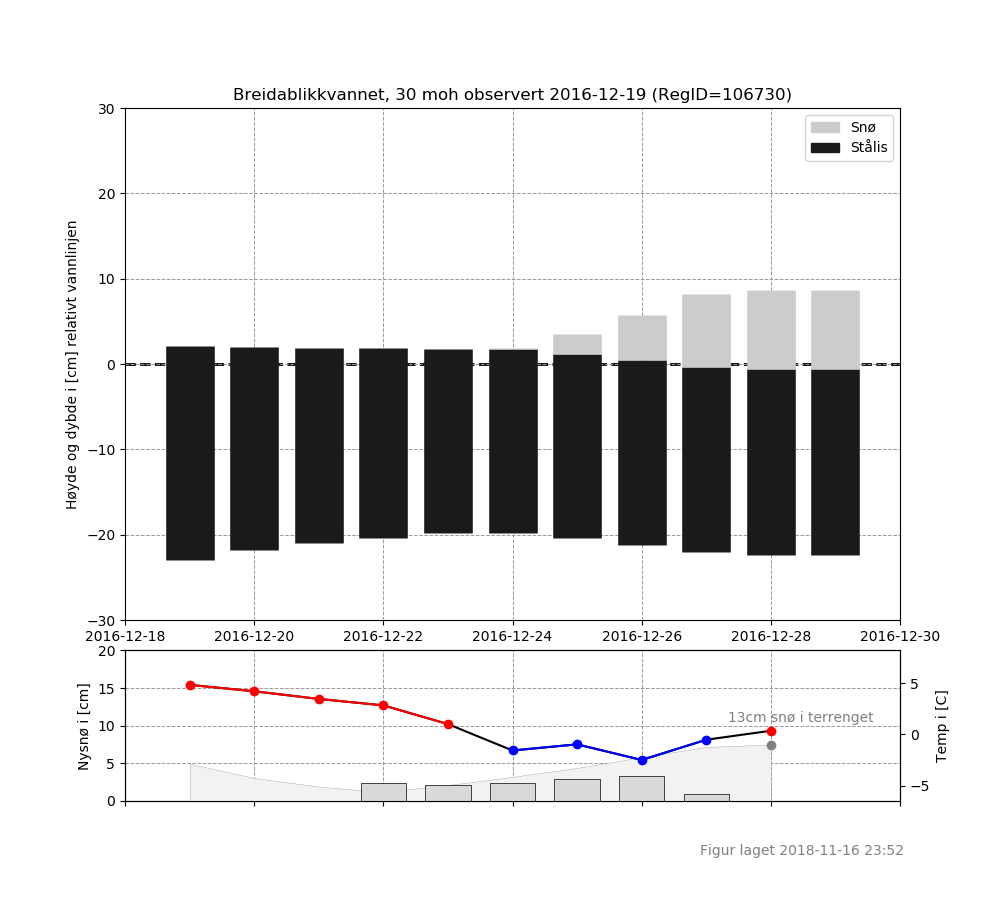 Breidablikkvannet, 30 moh observert 2016-12-19 (RegID=106730)
Snø
Stålis
Høyde og dybde i [cm] relativt vannlinjen
30
20
10
0
−10
−20
−30
2016-12-18 2016-12-20 2016-12-22 2016-12-24 2016-12-26 2016-12-28 2016-12-30
Nysnø i [cm]
20
15
10
5
0
13cm snø i terrenget
5
0
−5
Temp i [C]
Figur laget 2018-11-16 23:52